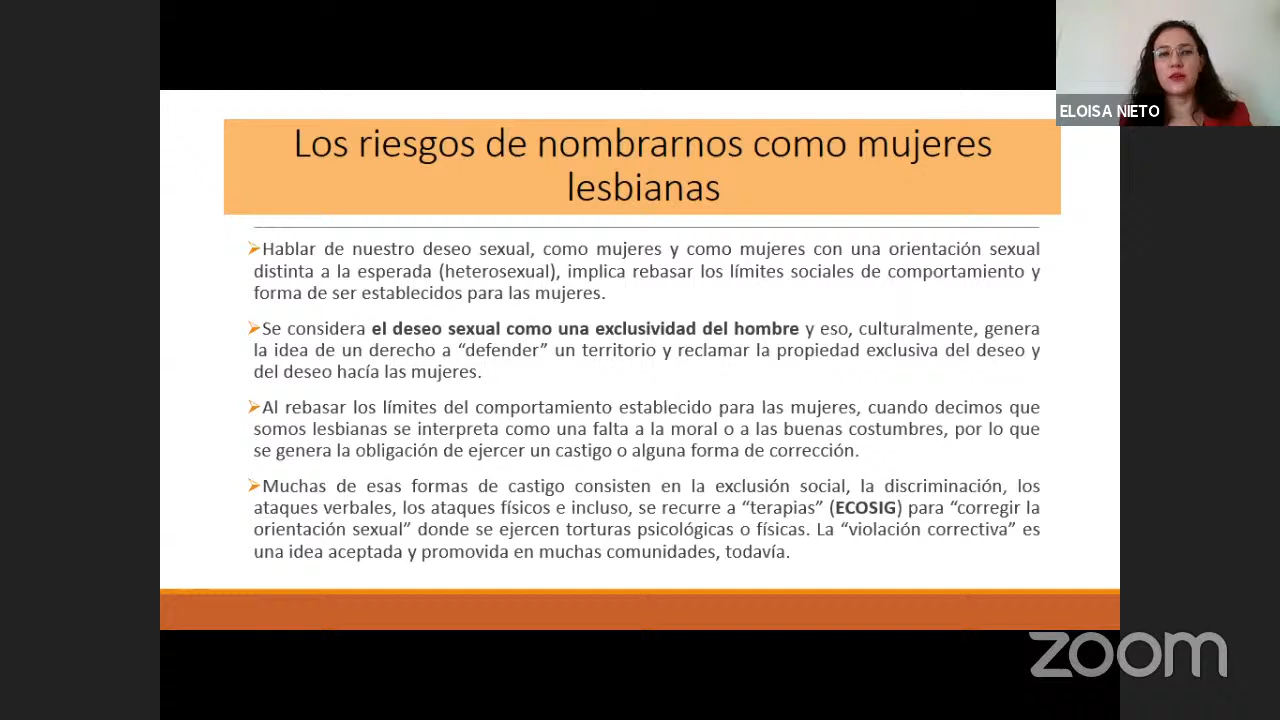 ELOISA NIETO
Los riesgos de nombrarnos como mujeres
lesbianas
➢Hablar de nuestro deseo sexual, como mujeres y como mujeres con una orientación sexual
distinta a la esperada (heterosexual), implica rebasar los límites sociales de comportamiento y
forma de ser establecidos para las mujeres.
➢Se considera el deseo sexual como una exclusividad del hombre y eso, culturalmente, genera
la idea de un derecho a “defender” un territorio y reclamar la propiedad exclusiva del deseo y
del deseo hacía las mujeres.
➢Al rebasar los límites del comportamiento establecido para las mujeres, cuando decimos que
somos lesbianas se interpreta como una falta a la moral o a las buenas costumbres, por lo que
se genera la obligación de ejercer un castigo o alguna forma de corrección.
➢Muchas de esas formas de castigo consisten en la exclusión social, la discriminación, los
ataques verbales, los ataques físicos e incluso, se recurre a “terapias” (ECOSIG) para “corregir la
orientación sexual” donde se ejercen torturas psicológicas o físicas. La “violación correctiva” es
una idea aceptada y promovida en muchas comunidades, todavía.
zoom